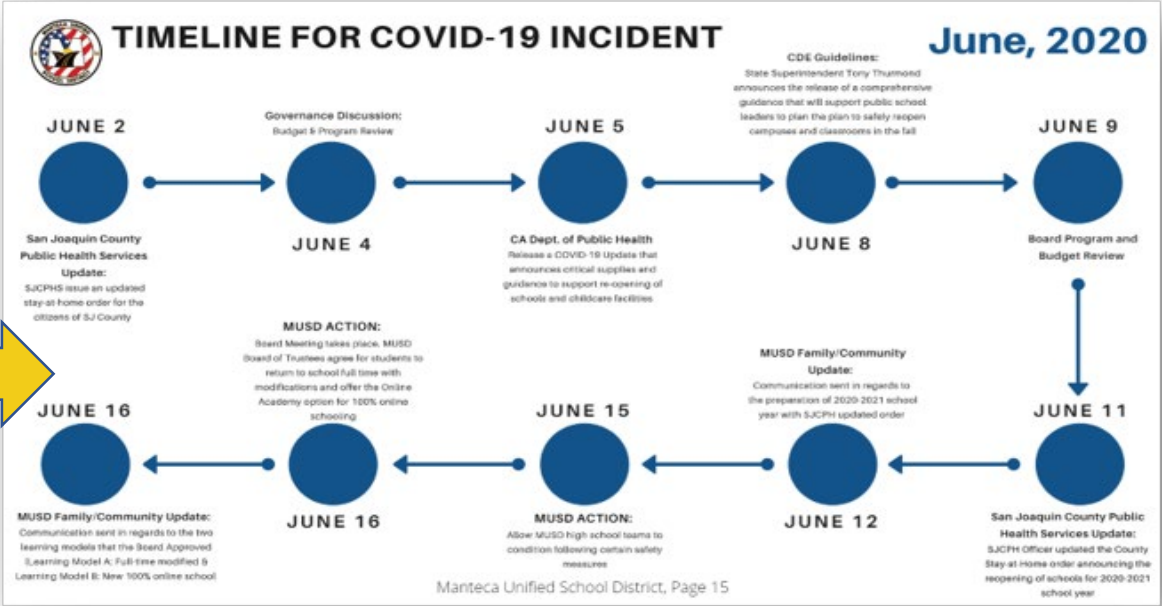 TIMELINE FOR COVID-19 INCIDENT
June, 2020
JUNE 2
San Joaquin County
Public Health Services
Update:
SJCPHS issue an updated
stay-at-home order for the
citizens of SJ County
Governance Discussion:
Budget & Program Review
JUNE 4
JUNE 5
CA Dept. of Public Health
Release a COVID-19 Update that
announces critical supplies and
guidance to support re-opening of
schools and childcare facilities
CDE Guidelines:
State Superintendent Tony Thurmond
announces the release of a comprehensive
guidance that will support public school
leaders to plan the plan to safely reopen
campuses and classrooms in the fall
JUNE 8
JUNE 9
Board Program and
Budget Review
JUNE 11
San Joaquin County Public
Health Services Update:
SJCPH Officer updated the County
Stay at Home order announcing the
reopening of schools for 2020-2021
school year
MUSD Family/Community
Update:
Communication sent in regards to
the preparation of 2020-2021 school
year with SJCPH updated order
JUNE 12
JUNE 15
MUSD ACTION:
Allow MUSD high school teams to
condition following certain safety
measures
MUSD ACTION:
Board Meeting takes place. MUSD
Board of Trustees agree for students to
return to school full time with
modifications and offer the Online
Academy option for 100% online
schooling
JUNE 16
JUNE 16
MUSD Family/Community Update:
Communication sent in regards to the two
learning models that the Board Approved
(Learning Model A: Full-time modified &
Learning Model B: New 100% online school
Manteca Unified School District, Page 15